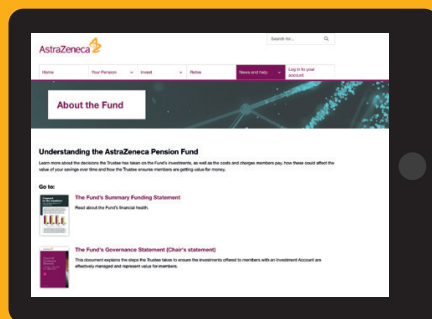 AstraZeneca
Search for...
Home
Your Pension
Invest
Retire
News and help
Log in to your
account
About the Fund
Understanding the AstraZeneca Pension Fund
Learn more about the decisions the Trustee has taken on the Fund's investments, as well as the costs and charges members pay, how these could affect the
value of your savings over time and how the Trustee ensures members are getting value for money.
Go to:
The Fund's Summary Funding Statement
Read about the Fund's financial health.
The Fund's Governance Statement (Chair's statement)
This document explains the steps the Trustee takes to ensure the investments offered to members with an Investment Account are
effectively managed and represent value for members.